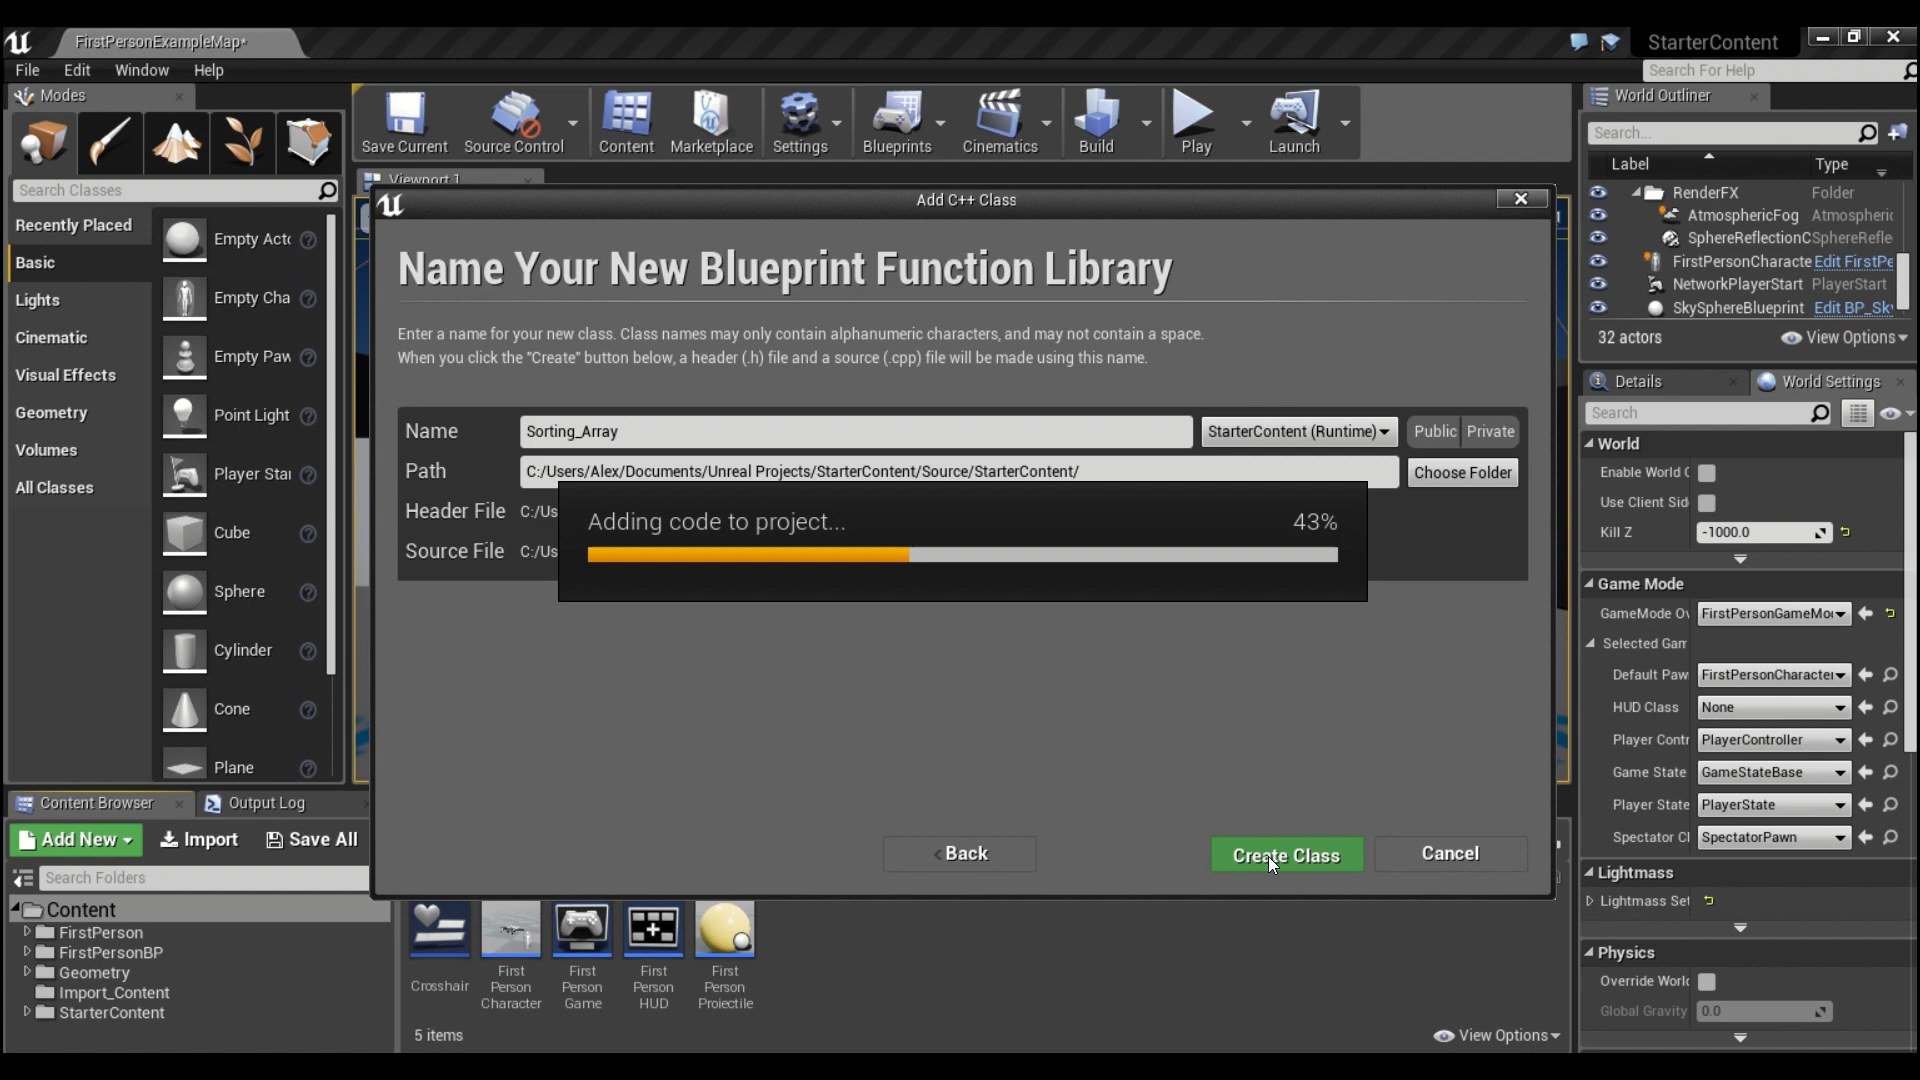 FirstPersonExampleMap*
StarterContent
File Edit Window Help
Search For Help
Modes
Save Current
Source Control
Content
Marketplace
Settings
Blueprints
Cinematics
Build
Play
Launch
Viewport 1
Search Classes
Recently Placed
Basic
Lights
Cinematic
Visual Effects
Geometry
Volumes
All Classes
Empty Acto
Empty Cha
Empty Paw
Point Light
Player Star
Cube
Sphere
Cylinder
Cone
Plane
Add C++ Class
Name Your New Blueprint Function Library
Enter a name for your new class. Class names may only contain alphanumeric characters, and may not contain a space.
When you click the "Create" button below, a header (.h) file and a source (.cpp) file will be made using this name.
Name Sorting_Array StarterContent (Runtime) Public Private
Path C:/Users/Alex/Documents/Unreal Projects/StarterContent/Source/StarterContent/ Choose Folder
Header File C:/Us
Source File C:/Us
Adding code to project... 43%
Back
Create Class
Cancel
World Outliner
Search...
Label Type
RenderFX Folder
AtmosphericFog Atmospheric
SphereReflectionC SphereRefle
FirstPersonCharacte Edit FirstPe
NetworkPlayerStart PlayerStart
SkySphereBlueprint Edit BP_Sky
32 actors View Options
Details
World Settings
Search
World
Enable World C
Use Client Sid
Kill Z -1000.0
Game Mode
GameMode Ov FirstPersonGameMo
Selected Gam
Default Paw FirstPersonCharacter
HUD Class None
Player Contr PlayerController
Game State GameStateBase
Player State PlayerState
Spectator Cl SpectatorPawn
Lightmass
Lightmass Set
Physics
Override World
Global Gravity 0.0
Content Browser
Output Log
Add New Import Save All
Search Folders
Content
FirstPerson
FirstPersonBP
Geometry
Import_Content
StarterContent
Crosshair
First
Person
Character
First
Person
Game
First
Person
HUD
First
Person
Projectile
5 items
View Options